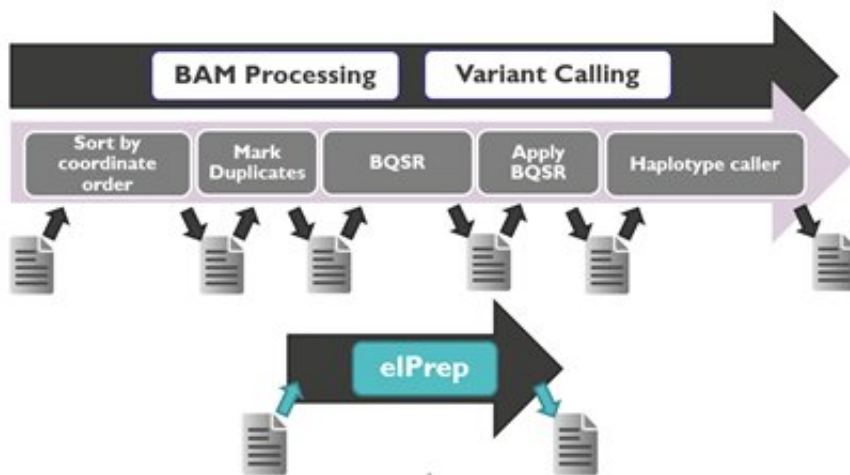 BAM Processing
Variant Calling
Sort by
coordinate
order
Mark
Duplicates
BQSR
Apply
BQSR
Haplotype caller
elPrep